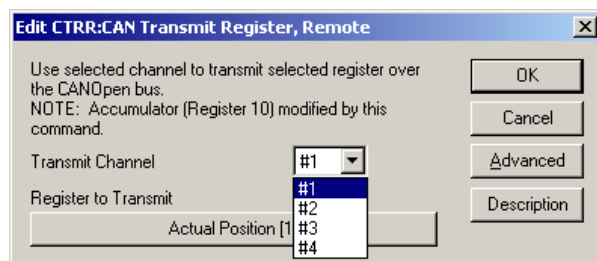 Edit CTRR:CAN Transmit Register, Remote
Use selected channel to transmit selected register over
the CANOpen bus.
NOTE: Accumulator (Register 10) modified by this
command.
OK
Cancel
Transmit Channel
#1
Advanced
#1
#2
#3
#4
Register to Transmit
Description
Actual Position [1